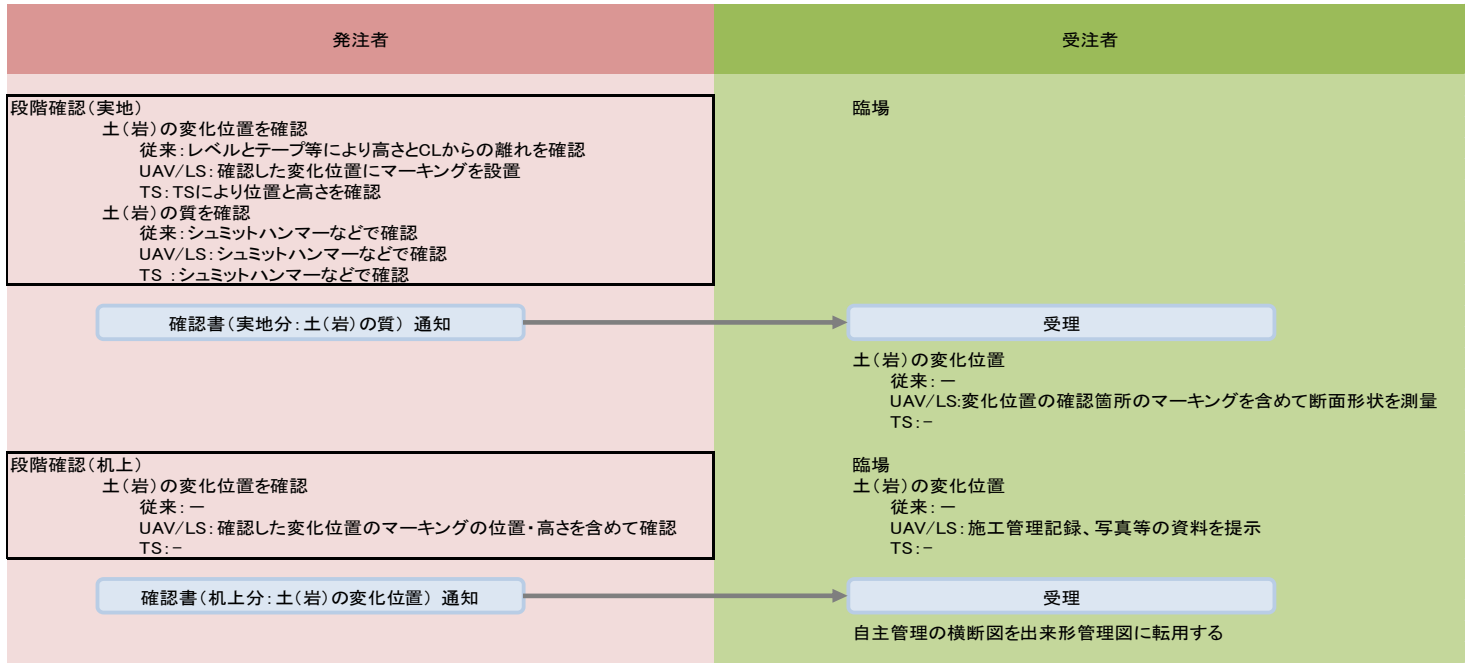 発注者
受注者
段階確認(実地)
臨場
土(岩)の変化位置を確認
従来:レベルとテープ等により高さとCLからの離れを確認
UAV/LS:確認した変化位置にマーキングを設置
TS:TSにより位置と高さを確認
土(岩)の質を確認
従来:シュミットハンマーなどで確認
UAV/LS:シュミットハンマーなどで確認
TS :シュミットハンマーなどで確認
確認書(実地分:土(岩)の質) 通知
受理
土(岩)の変化位置
従来:－
UAV/LS:変化位置の確認箇所のマーキングを含めて断面形状を測量
TS:-
段階確認(机上)
土(岩)の変化位置を確認
従来:－
UAV/LS:確認した変化位置のマーキングの位置・高さを含めて確認
TS:-
臨場
土(岩)の変化位置
従来:－
UAV/LS:施工管理記録、写真等の資料を提示
TS:-
確認書(机上分:土(岩)の変化位置) 通知
受理
自主管理の横断図を出来形管理図に転用する